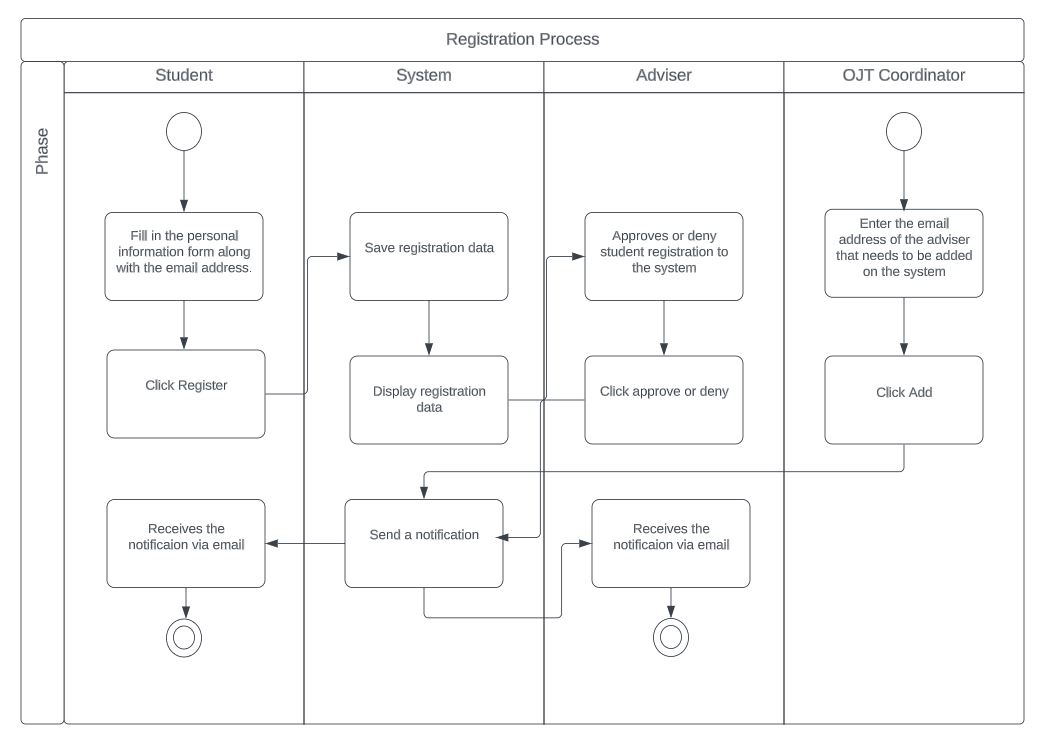 Registration Process
Phase
Student
System
Adviser
OJT Coordinator
Fill in the personal
information form along
with the email address.
Save registration data
Approves or deny
student registration to
the system
Enter the email
address of the adviser
that needs to be added
on the system
Click Register
Display registration
data
Click approve or deny
Click Add
Receives the
notificaion via email
Send a notification
Receives the
notificaion via email